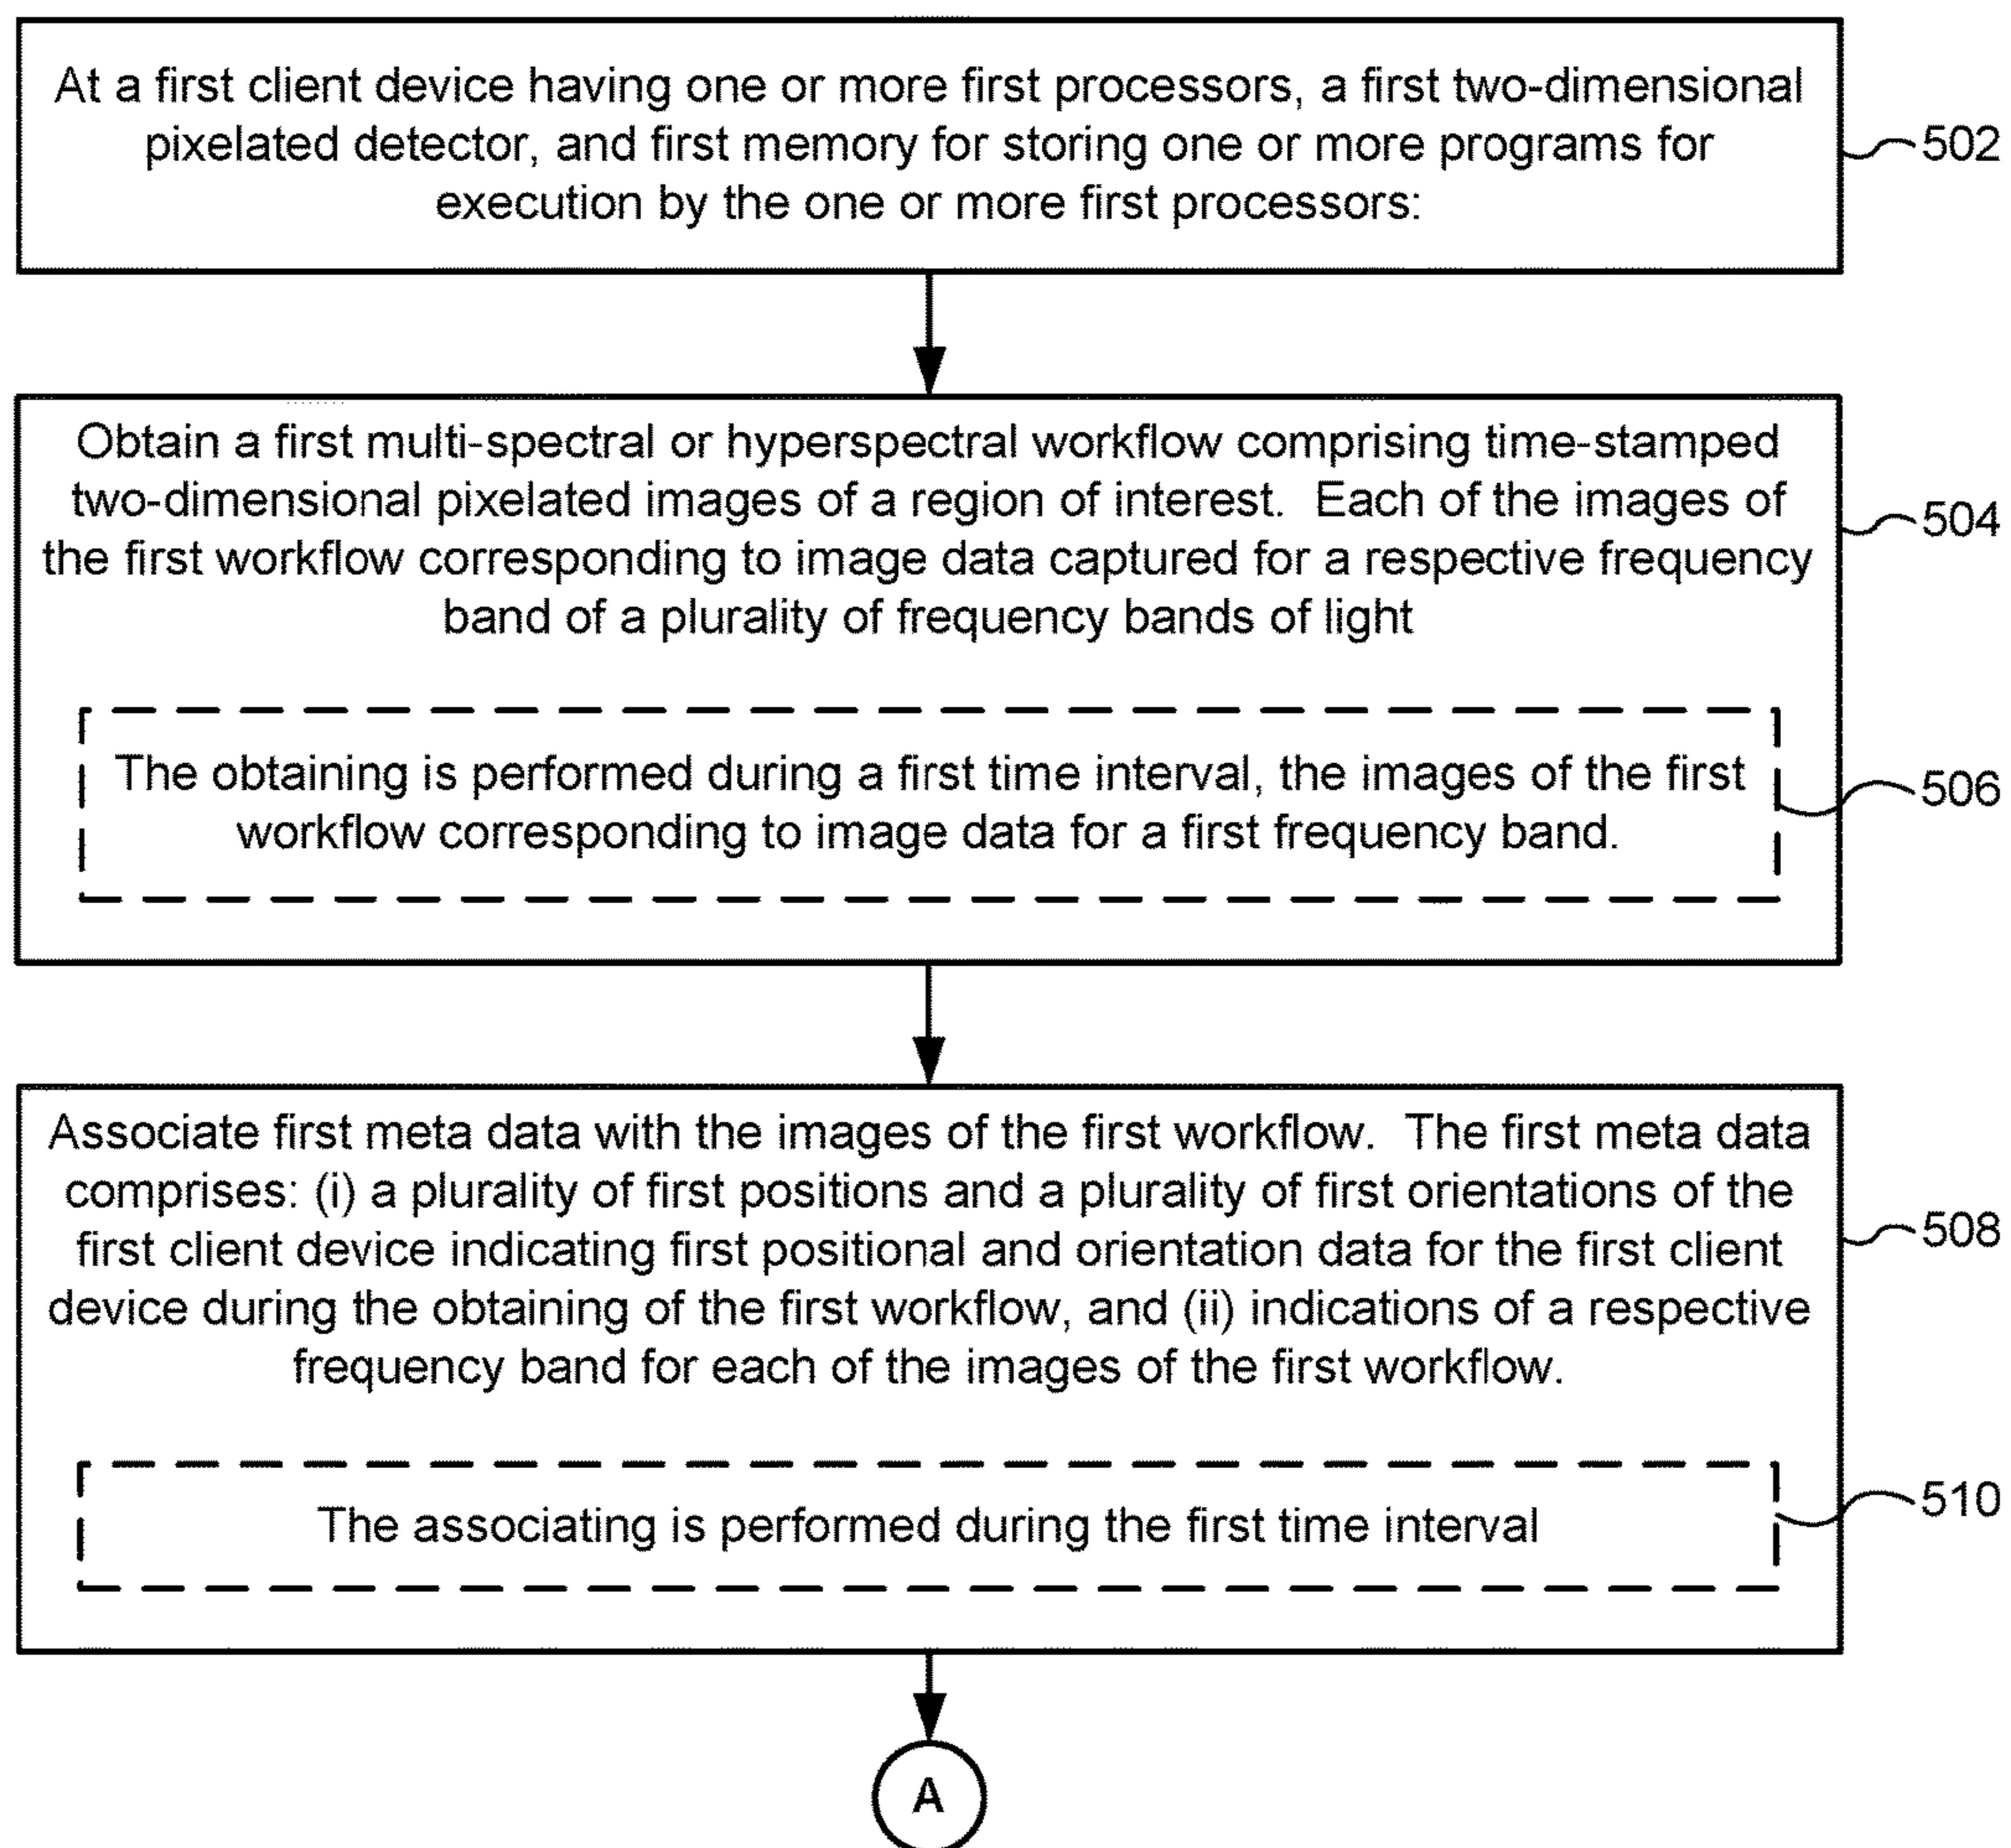 At a first client device having one or more first processors, a first two-dimensional
pixelated detector, and first memory for storing one or more programs for
execution by the one or more first processors:
502
Obtain a first multi-spectral or hyperspectral workflow comprising time-stamped
two-dimensional pixelated images of a region of interest.  Each of the images of
the first workflow corresponding to image data captured for a respective frequency
band of a plurality of frequency bands of light
504
The obtaining is performed during a first time interval, the images of the first
workflow corresponding to image data for a first frequency band.
506
Associate first meta data with the images of the first workflow.  The first meta data
comprises: (i) a plurality of first positions and a plurality of first orientations of the
first client device indicating first positional and orientation data for the first client
device during the obtaining of the first workflow, and (ii) indications of a respective
frequency band for each of the images of the first workflow.
508
The associating is performed during the first time interval
510
A